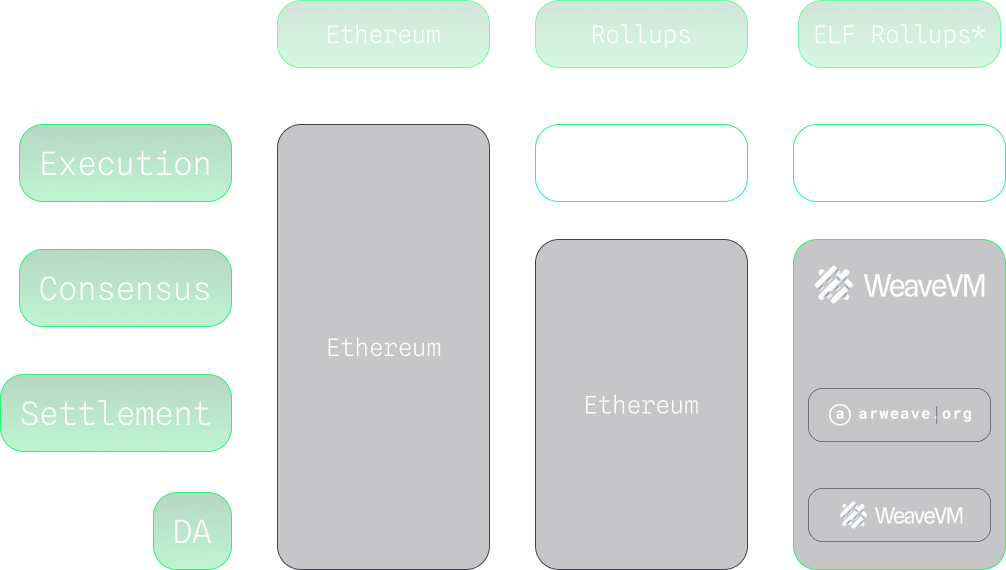 Ethereum
Rollups
ELF Rollups*
Execution
Consensus
WeaveVM
Ethereum
Ethereum
Settlement
a arweave.org
DA
WeaveVM